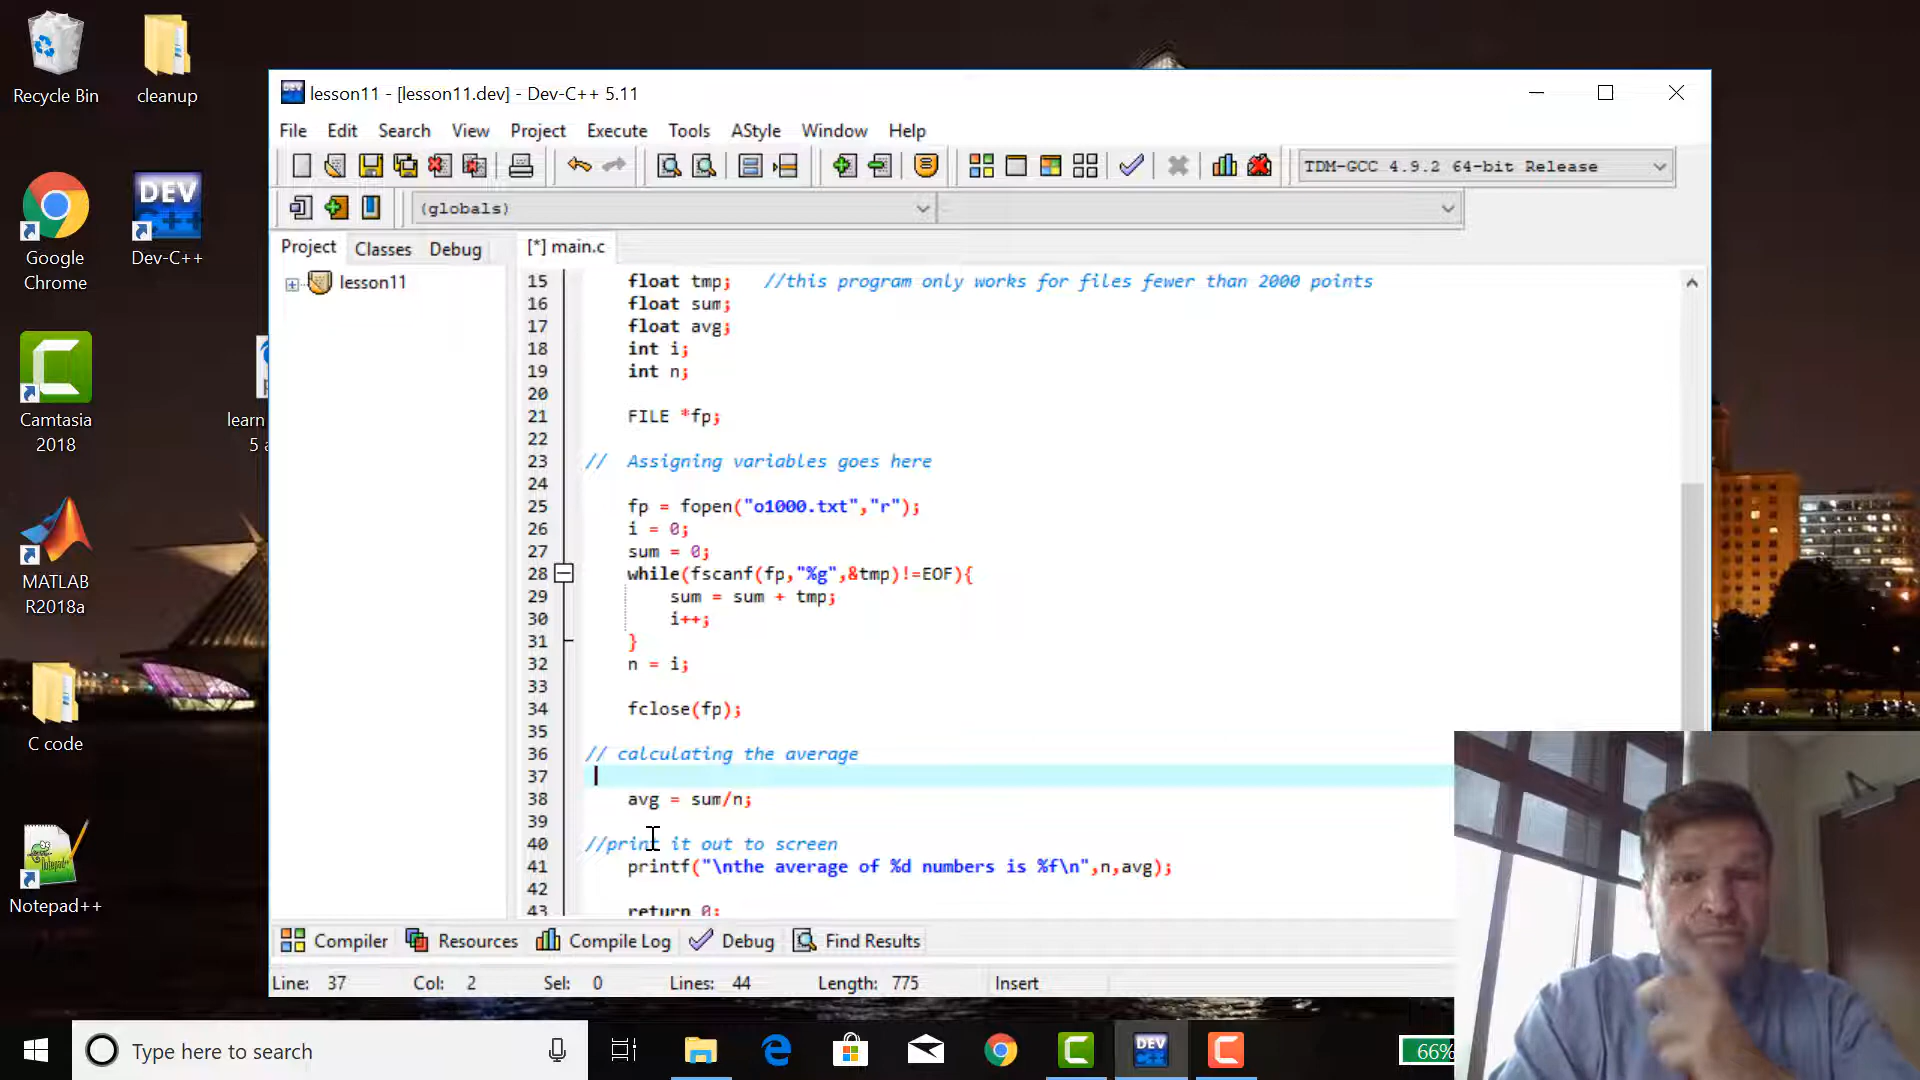 Recycle Bin
cleanup
Google Chrome
DEV C++
Dev-C++
Camtasia 2018
learn
5 a
MATLAB R2018a
C code
Notepad++
lesson11 - [lesson11.dev] - Dev-C++ 5.11
File Edit Search View Project Execute Tools AStyle Window Help
TDM-GCC 4.9.2 64-bit Release
(globals)
Project Classes Debug
[*] main.c
lesson11
15 float tmp; //this program only works for files fewer than 2000 points
16 float sum;
17 float avg;
18 int i;
19 int n;
20
21 FILE *fp;
22
23 // Assigning variables goes here
24
25 fp = fopen("o1000.txt","r");
26 i = 0;
27 sum = 0;
28 while(fscanf(fp,"%g",&tmp)!=EOF){
29 sum = sum + tmp;
30 i++;
31 }
32 n = i;
33
34 fclose(fp);
35
36 // calculating the average
37
38 avg = sum/n;
39
40 //print it out to screen
41 printf("\nthe average of %d numbers is %f\n",n,avg);
42
43 return 0;
Compiler Resources Compile Log Debug Find Results
Line: 37 Col: 2 Sel: 0 Lines: 44 Length: 775 Insert
Type here to search
DEV C++
66%